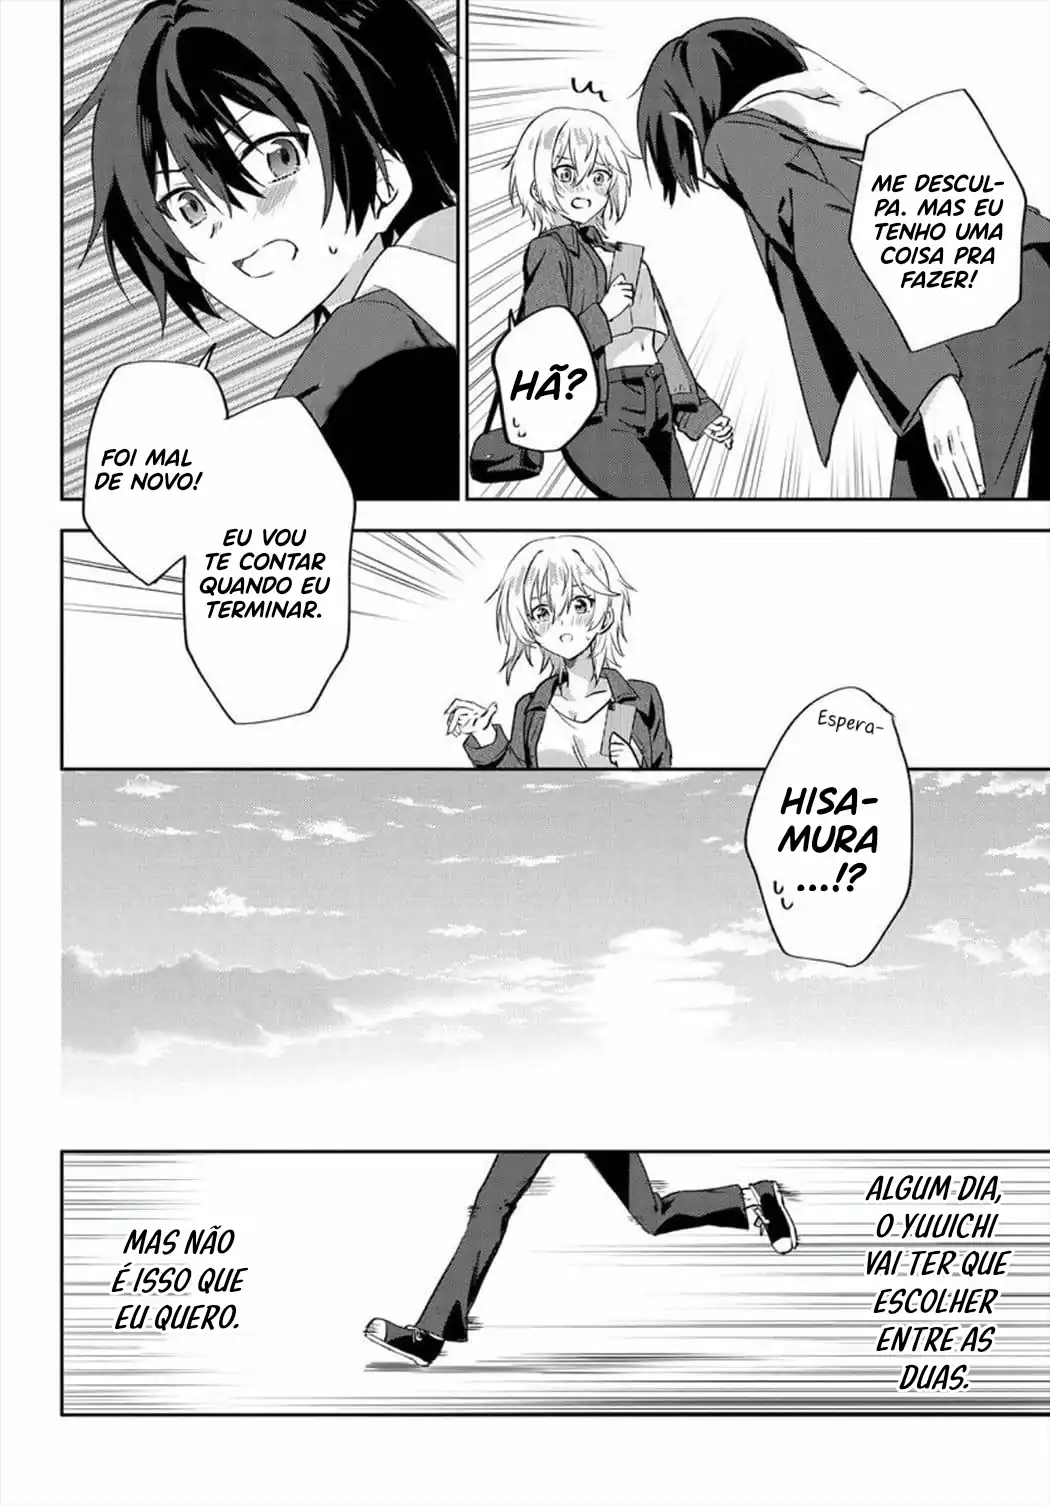 ME DESCUL-
PA. MAS EU
TENHO UMA
COISA PRA
FAZER!
HÃ?
FOI MAL
DE NOVO!
EU VOU
TE CONTAR
QUANDO EU
TERMINAR.
Espera-
HISA-
MURA
...!?
ALGUM DIA,
O YUUICHI
VAI TER QUE
ESCOLHER
ENTRE AS
DUAS.
MAS NÃO
É ISSO QUE
EU QUERO.